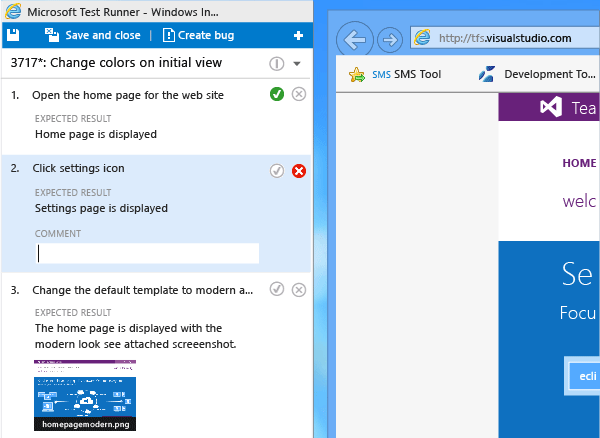 Microsoft Test Runner - Windows In...
Save and close
Create bug
3717*: Change colors on initial view
1. Open the home page for the web site
EXPECTED RESULT
Home page is displayed
2. Click settings icon
EXPECTED RESULT
Settings page is displayed
COMMENT
3. Change the default template to modern a...
EXPECTED RESULT
The home page is displayed with the
modern look see attached screeenshot.
homepagemodern.png
http://tfs.visualstudio.com
SMS SMS Tool
Development To...
Tea
HOME
welc
Se
Focu
ecli